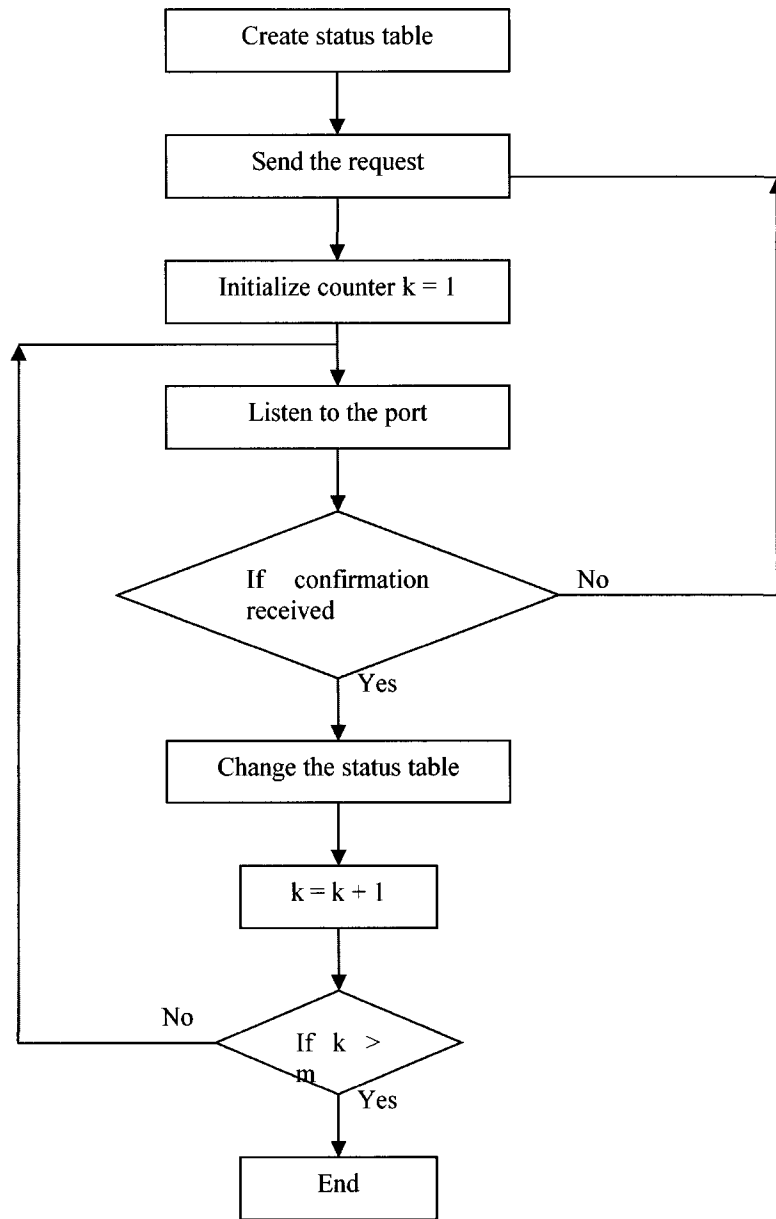 Create status table
Send the request
Initialize counter k = 1
Listen to the port
If confirmation
received
No
Yes
Change the status table
k = k + 1
No
If k >
m
Yes
End